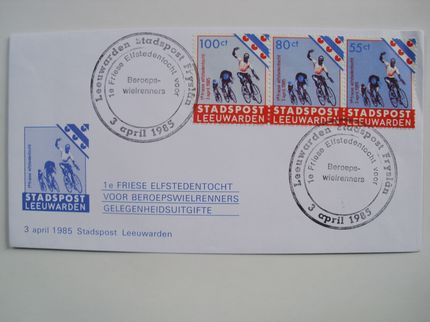 Leeuwarden Stadspost Fryslân
1e Friese Elfstedentocht voor
Beroeps-
wielrenners
3 april 1985
100ct
80ct
55ct
STADSPOST
LEEUWARDEN
STADSPOST
LEEUWARDEN
STADSPOST
LEEUWARDEN
Leeuwarden Stadspost Fryslân
1e Friese Elfstedentocht voor
Beroeps-
wielrenners
3 april 1985
STADSPOST
LEEUWARDEN
1e FRIESE ELFSTEDENTOCHT
VOOR BEROEPSWIELRENNERS
GELEGENHEIDSUITGIFTE
3 april 1985 Stadspost Leeuwarden